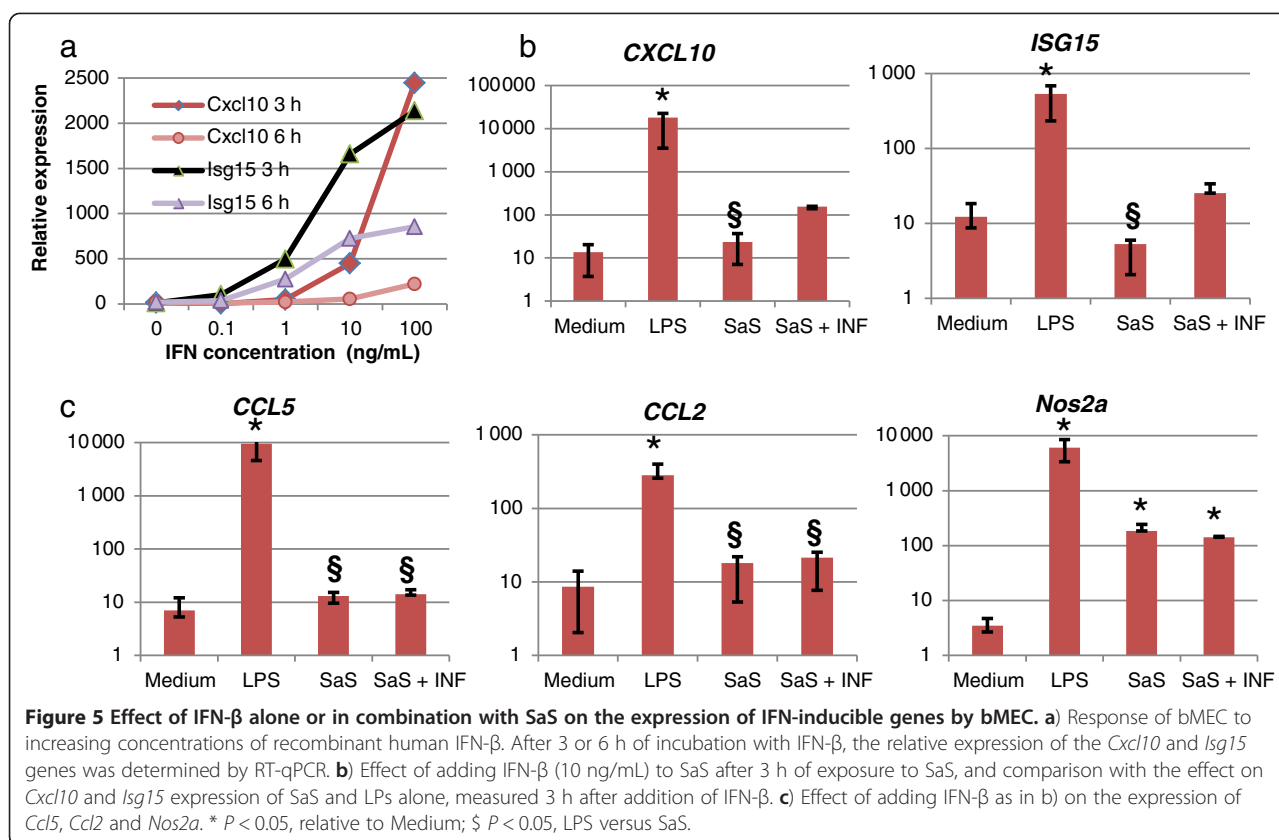 a
2500
2000
1500
1000
500
0
Relative expression
Cxcl10 3 h
Cxcl10 6 h
Isg15 3 h
Isg15 6 h
0 0.1 1 10 100
IFN concentration (ng/mL)
b
CXCL10
100 000
10 000
1 000
100
10
1
*
§
Medium LPS SaS SaS + INF
ISG15
1 000
100
10
1
*
§
Medium LPS SaS SaS + INF
c
CCL5
10 000
1 000
100
10
1
*
§ §
Medium LPS SaS SaS + INF
CCL2
1 000
100
10
1
*
§ §
Medium LPS SaS SaS + INF
Nos2a
10 000
1 000
100
10
1
*
* *
Medium LPS SaS SaS + INF
Figure 5 Effect of IFN-β alone or in combination with SaS on the expression of IFN-inducible genes by bMEC. a) Response of bMEC to
increasing concentrations of recombinant human IFN-β. After 3 or 6 h of incubation with IFN-β, the relative expression of the Cxcl10 and Isg15
genes was determined by RT-qPCR. b) Effect of adding IFN-β (10 ng/mL) to SaS after 3 h of exposure to SaS, and comparison with the effect on
Cxcl10 and Isg15 expression of SaS and LPs alone, measured 3 h after addition of IFN-β. c) Effect of adding IFN-β as in b) on the expression of
Ccl5, Ccl2 and Nos2a. * P < 0.05, relative to Medium; $ P < 0.05, LPS versus SaS.